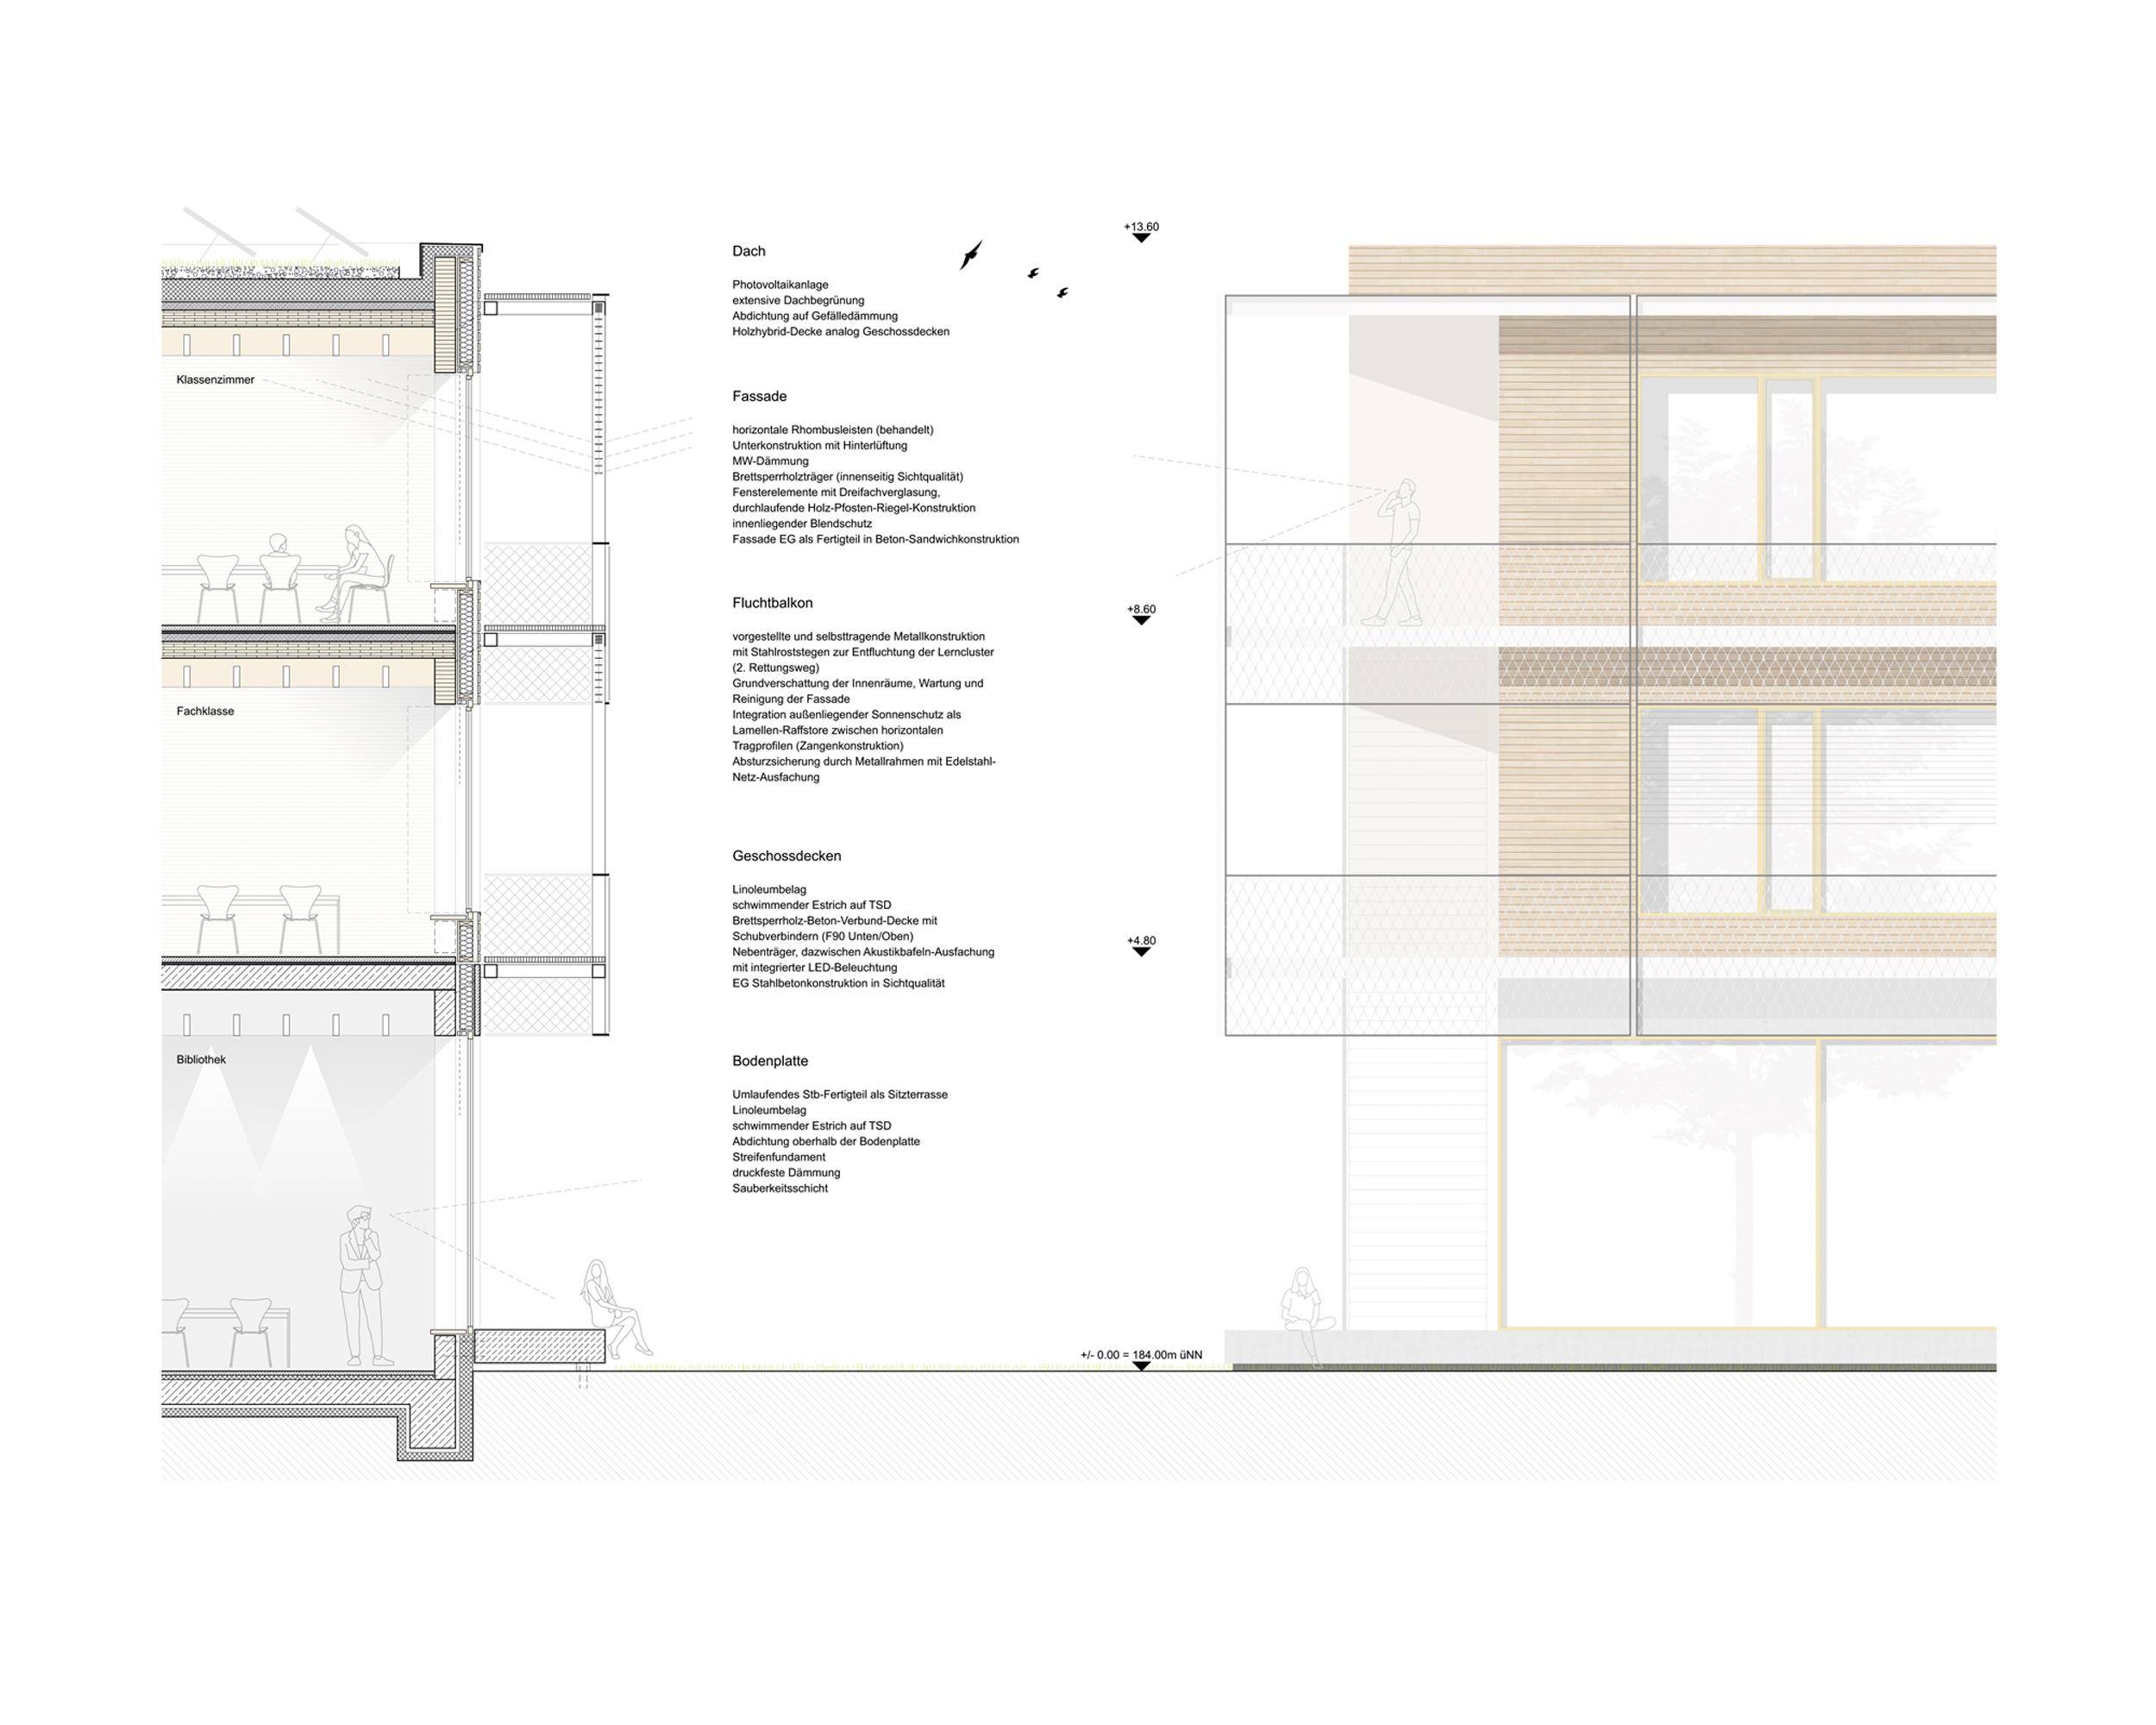 +13.60
Dach
Photovoltaikanlage
extensive Dachbegrünung
Abdichtung auf Gefälledämmung
Holzhybrid-Decke analog Geschossdecken
Klassenzimmer
Fassade
horizontale Rhombusleisten (behandelt)
Unterkonstruktion mit Hinterlüftung
MW-Dämmung
Brettsperrholzträger (innenseitig Sichtqualität)
Fensterelemente mit Dreifachverglasung,
durchlaufende Holz-Pfosten-Riegel-Konstruktion
innenliegender Blendschutz
Fassade EG als Fertigteil in Beton-Sandwichkonstruktion
Fluchtbalkon
+8.60
vorgestellte und selbsttragende Metallkonstruktion
mit Stahlroststegen zur Entfluchtung der Lerncluster
(2. Rettungsweg)
Grundverschattung der Innenräume, Wartung und
Reinigung der Fassade
Integration außenliegender Sonnenschutz als
Lamellen-Raffstore zwischen horizontalen
Tragprofilen (Zangenkonstruktion)
Absturzsicherung durch Metallrahmen mit Edelstahl-
Netz-Ausfachung
Fachklasse
Geschossdecken
Linoleumbelag
schwimmender Estrich auf TSD
Brettsperrholz-Beton-Verbund-Decke mit
Schubverbindern (F90 Unten/Oben)
Nebenträger, dazwischen Akustikbafeln-Ausfachung
mit integrierter LED-Beleuchtung
EG Stahlbetonkonstruktion in Sichtqualität
+4.80
Bibliothek
Bodenplatte
Umlaufendes Stb-Fertigteil als Sitzterrasse
Linoleumbelag
schwimmender Estrich auf TSD
Abdichtung oberhalb der Bodenplatte
Streifenfundament
druckfeste Dämmung
Sauberkeitsschicht
+/- 0.00 = 184.00m üNN